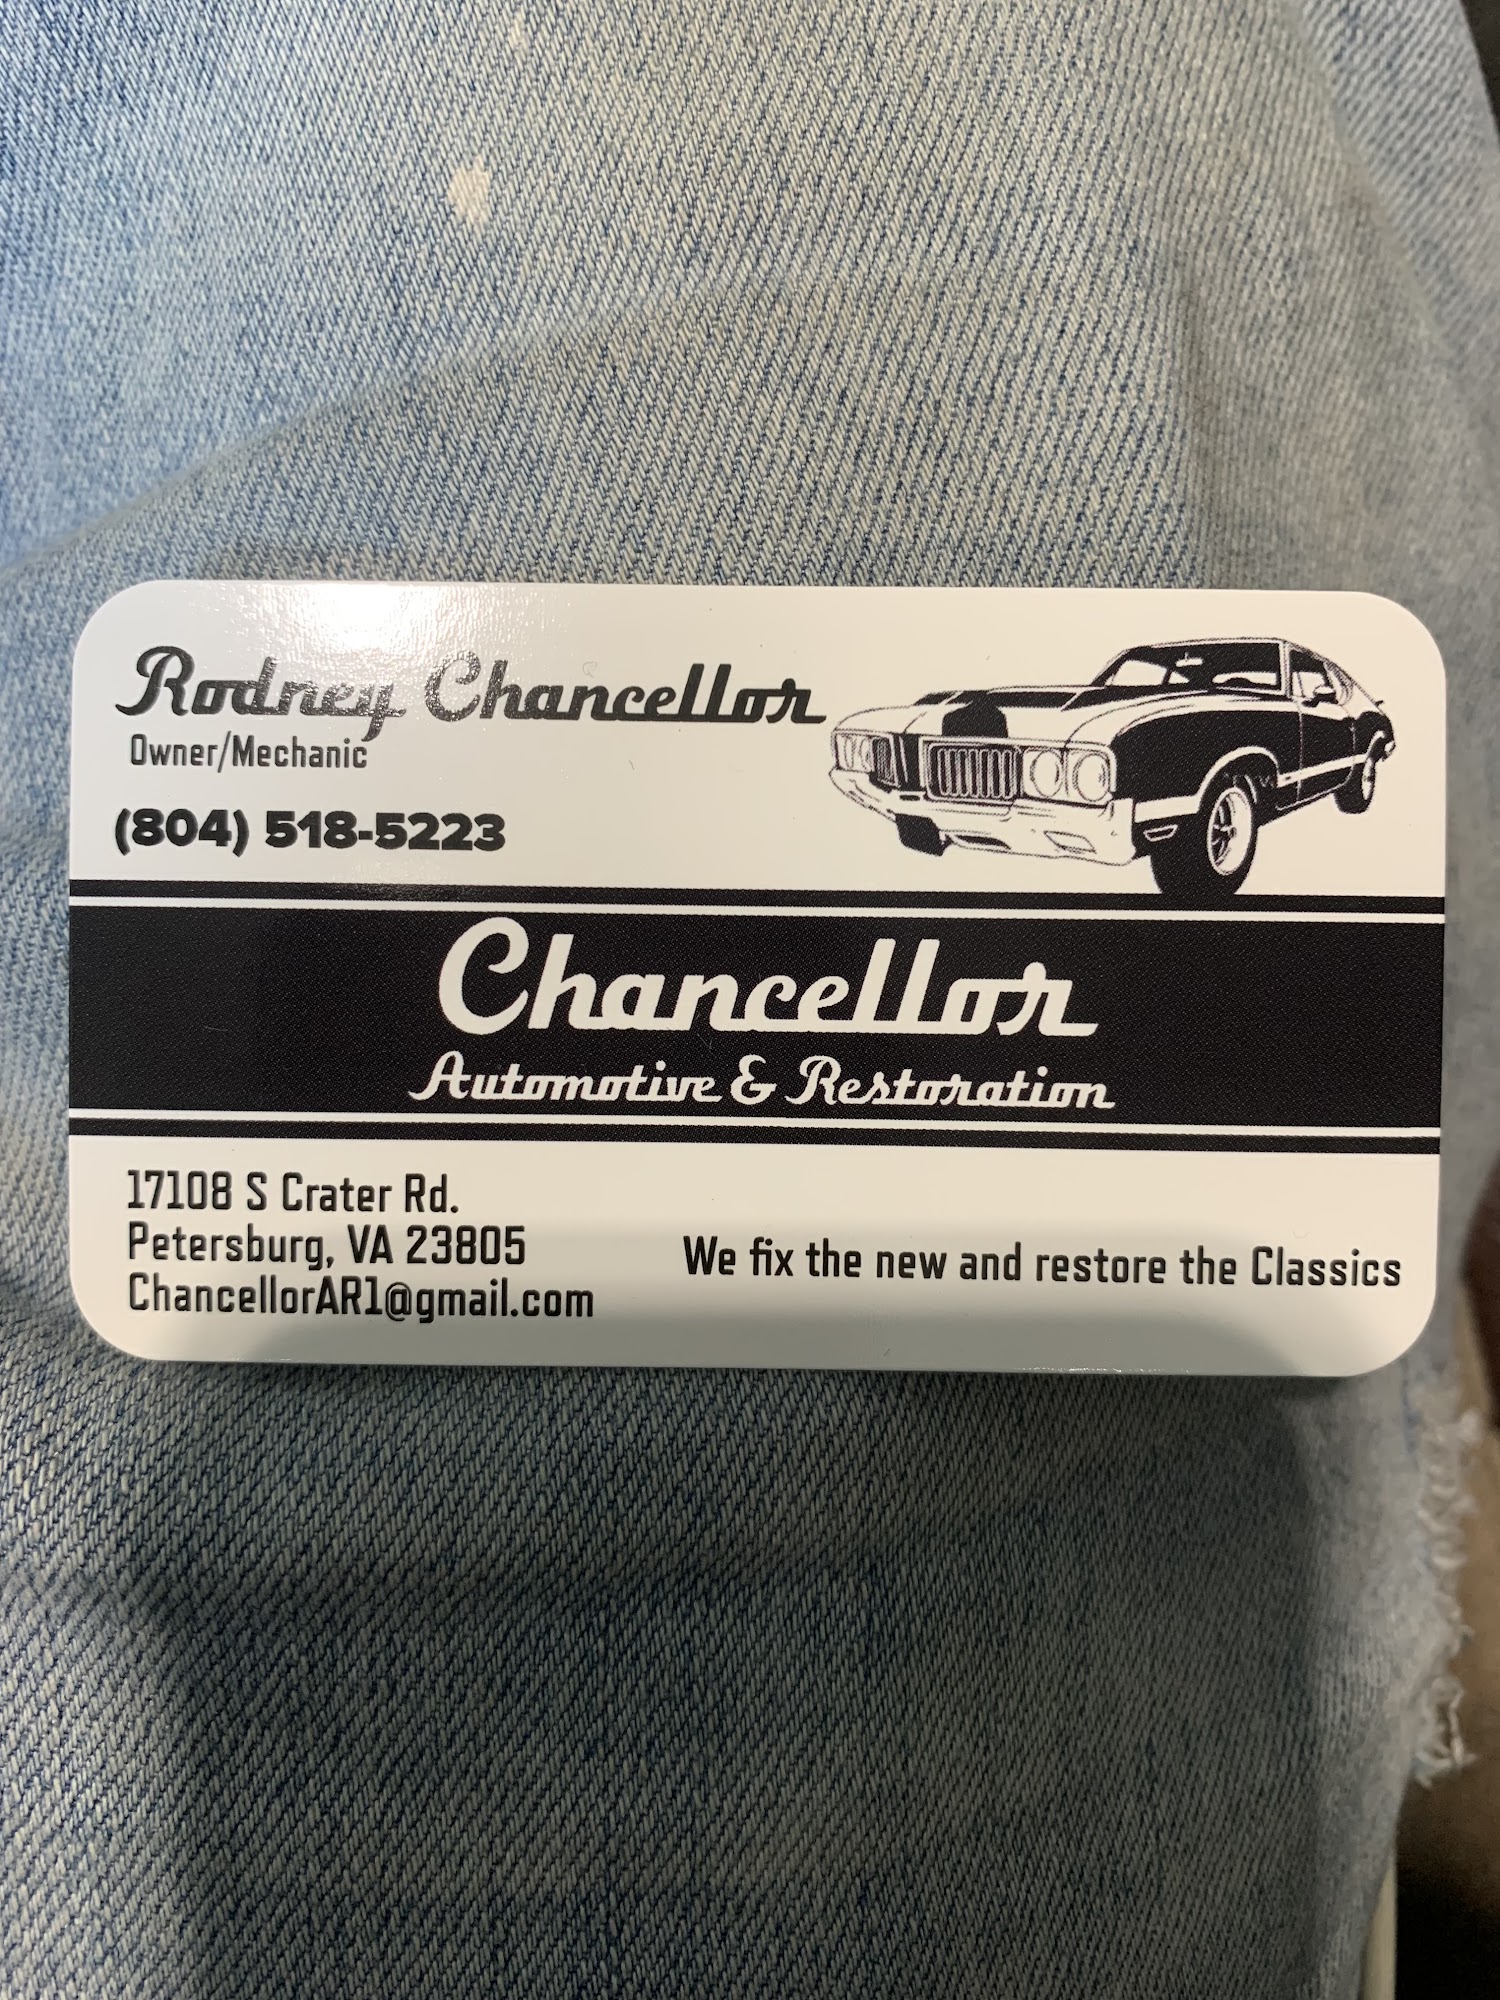 Rodney Chancellor
Owner/Mechanic
(804) 518-5223
Chancellor
Automotive & Restoration
17108 S Crater Rd.
Petersburg, VA 23805
ChancellorAR1@gmail.com
We fix the new and restore the Classics